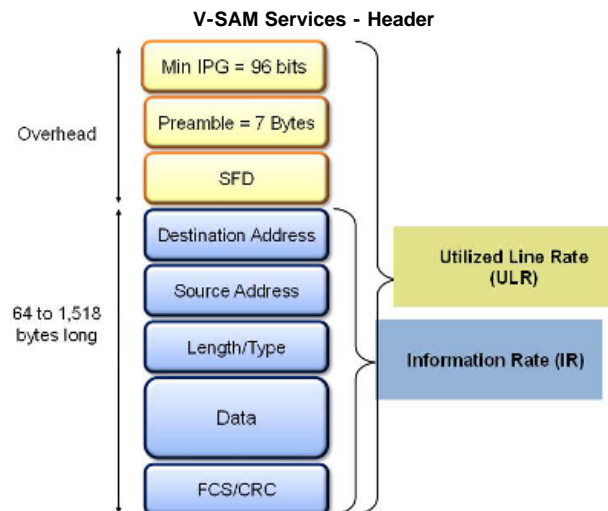 V-SAM Services - Header
Min IPG = 96 bits
Preamble = 7 Bytes
Overhead
SFD
Destination Address
Source Address
64 to 1,518
bytes long
Length/Type
Data
FCS/CRC
Utilized Line Rate
(ULR)
Information Rate (IR)